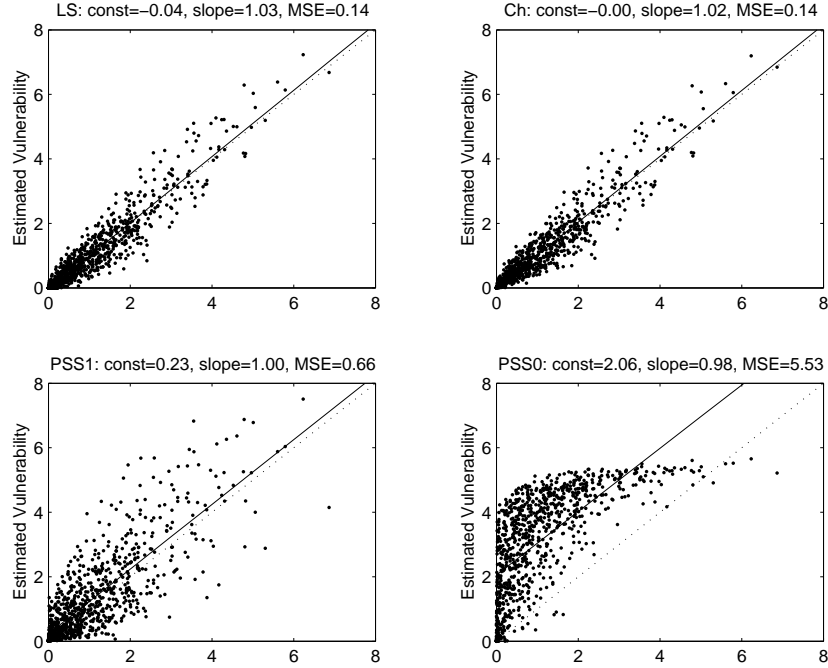 LS: const=−0.04, slope=1.03, MSE=0.14
8
6
4
2
0
Estimated Vulnerability
0 2 4 6 8
Ch: const=−0.00, slope=1.02, MSE=0.14
8
6
4
2
0
Estimated Vulnerability
0 2 4 6 8
PSS1: const=0.23, slope=1.00, MSE=0.66
8
6
4
2
0
Estimated Vulnerability
0 2 4 6 8
PSS0: const=2.06, slope=0.98, MSE=5.53
8
6
4
2
0
Estimated Vulnerability
0 2 4 6 8